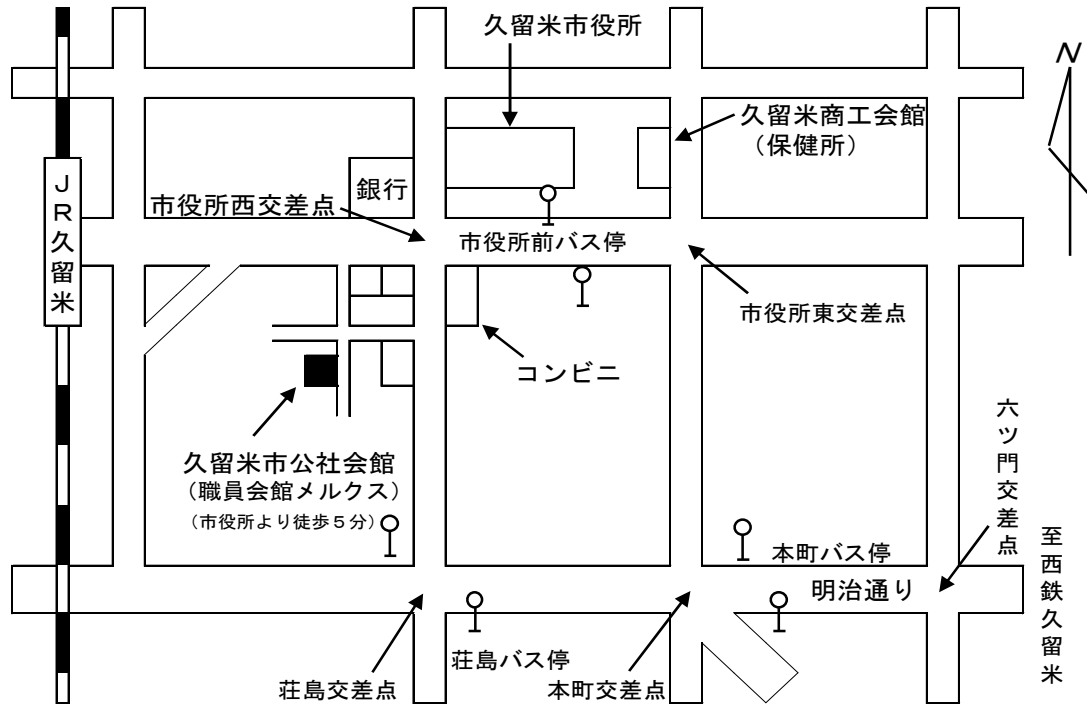 久留米市役所
N
久留米商工会館
(保健所)
JR久留米
銀行
市役所西交差点
市役所前バス停
市役所東交差点
コンビニ
六ツ門交差点
久留米市公社会館
(職員会館メルクス)
(市役所より徒歩5分)
本町バス停
至西鉄久留米
明治通り
荘島バス停
荘島交差点
本町交差点